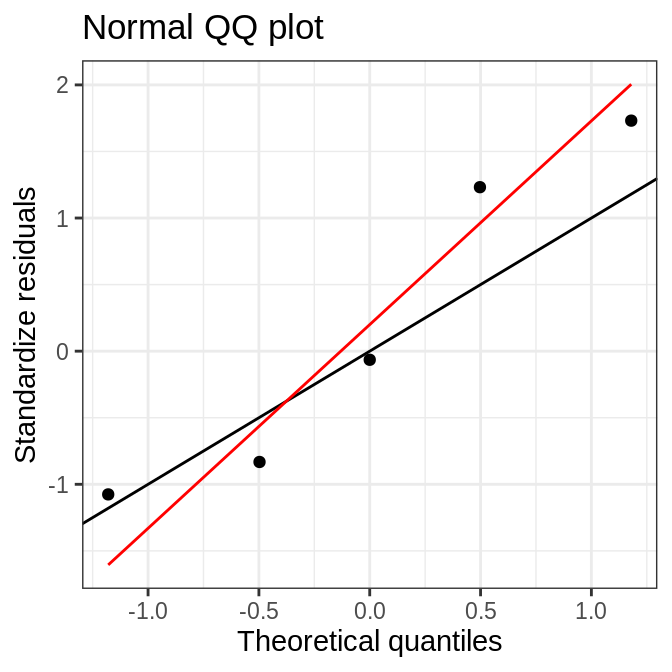 Normal QQ plot
Standardize residuals
2
1
0
-1
-1.0 -0.5 0.0 0.5 1.0
Theoretical quantiles